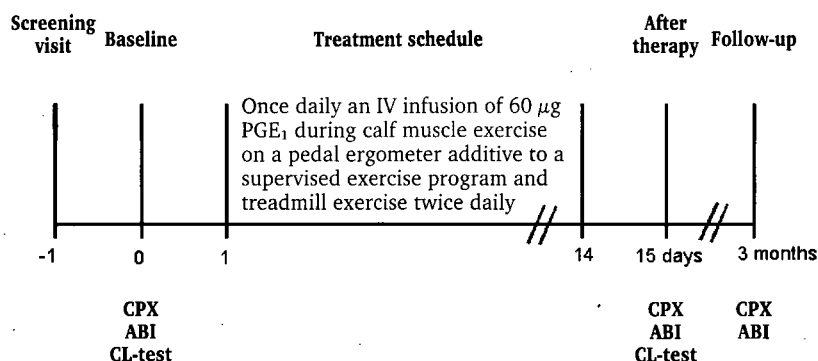 Screening visit
Baseline
Treatment schedule
After therapy
Follow-up
Once daily an IV infusion of 60 µg
PGE₁ during calf muscle exercise
on a pedal ergometer additive to a
supervised exercise program and
treadmill exercise twice daily
-1 0 1 14 15 days 3 months
CPX CPX CPX
ABI ABI ABI
CL-test CL-test